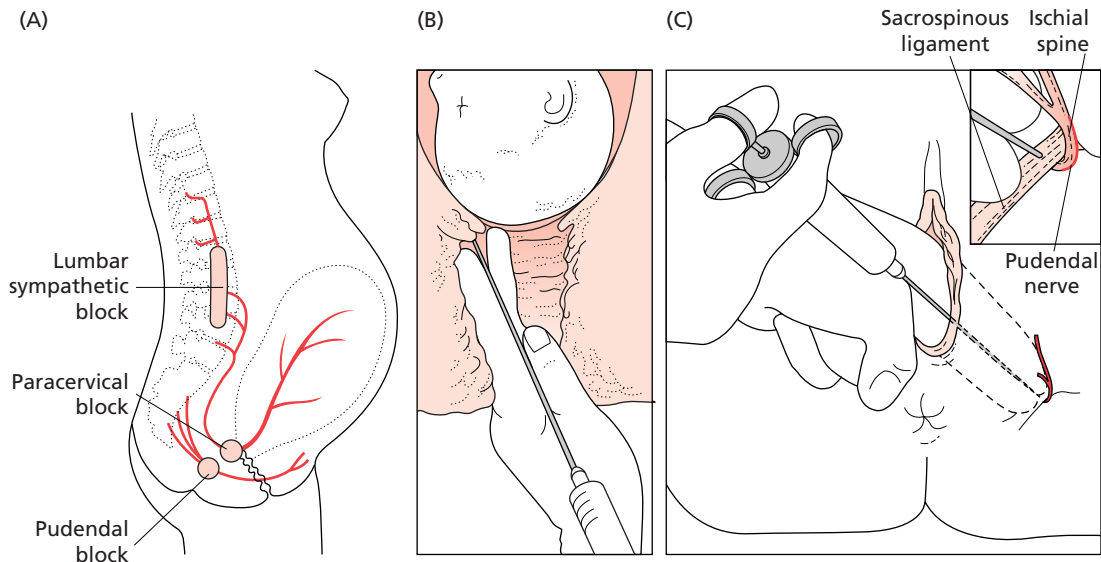 (A)
Lumbar
sympathetic
block
Paracervical
block
Pudendal
block
(B)
(C)
Sacrospinous
ligament
Ischial
spine
Pudendal
nerve